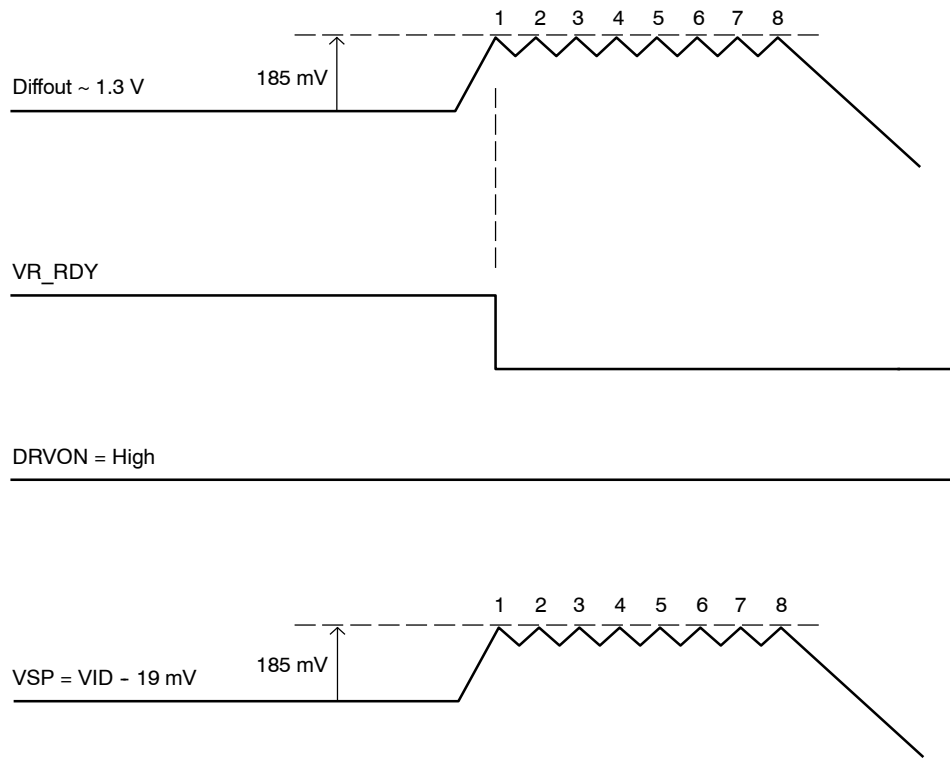 1 2 3 4 5 6 7 8
185 mV
Diffout ~ 1.3 V
VR_RDY
DRVON = High
1 2 3 4 5 6 7 8
185 mV
VSP = VID - 19 mV